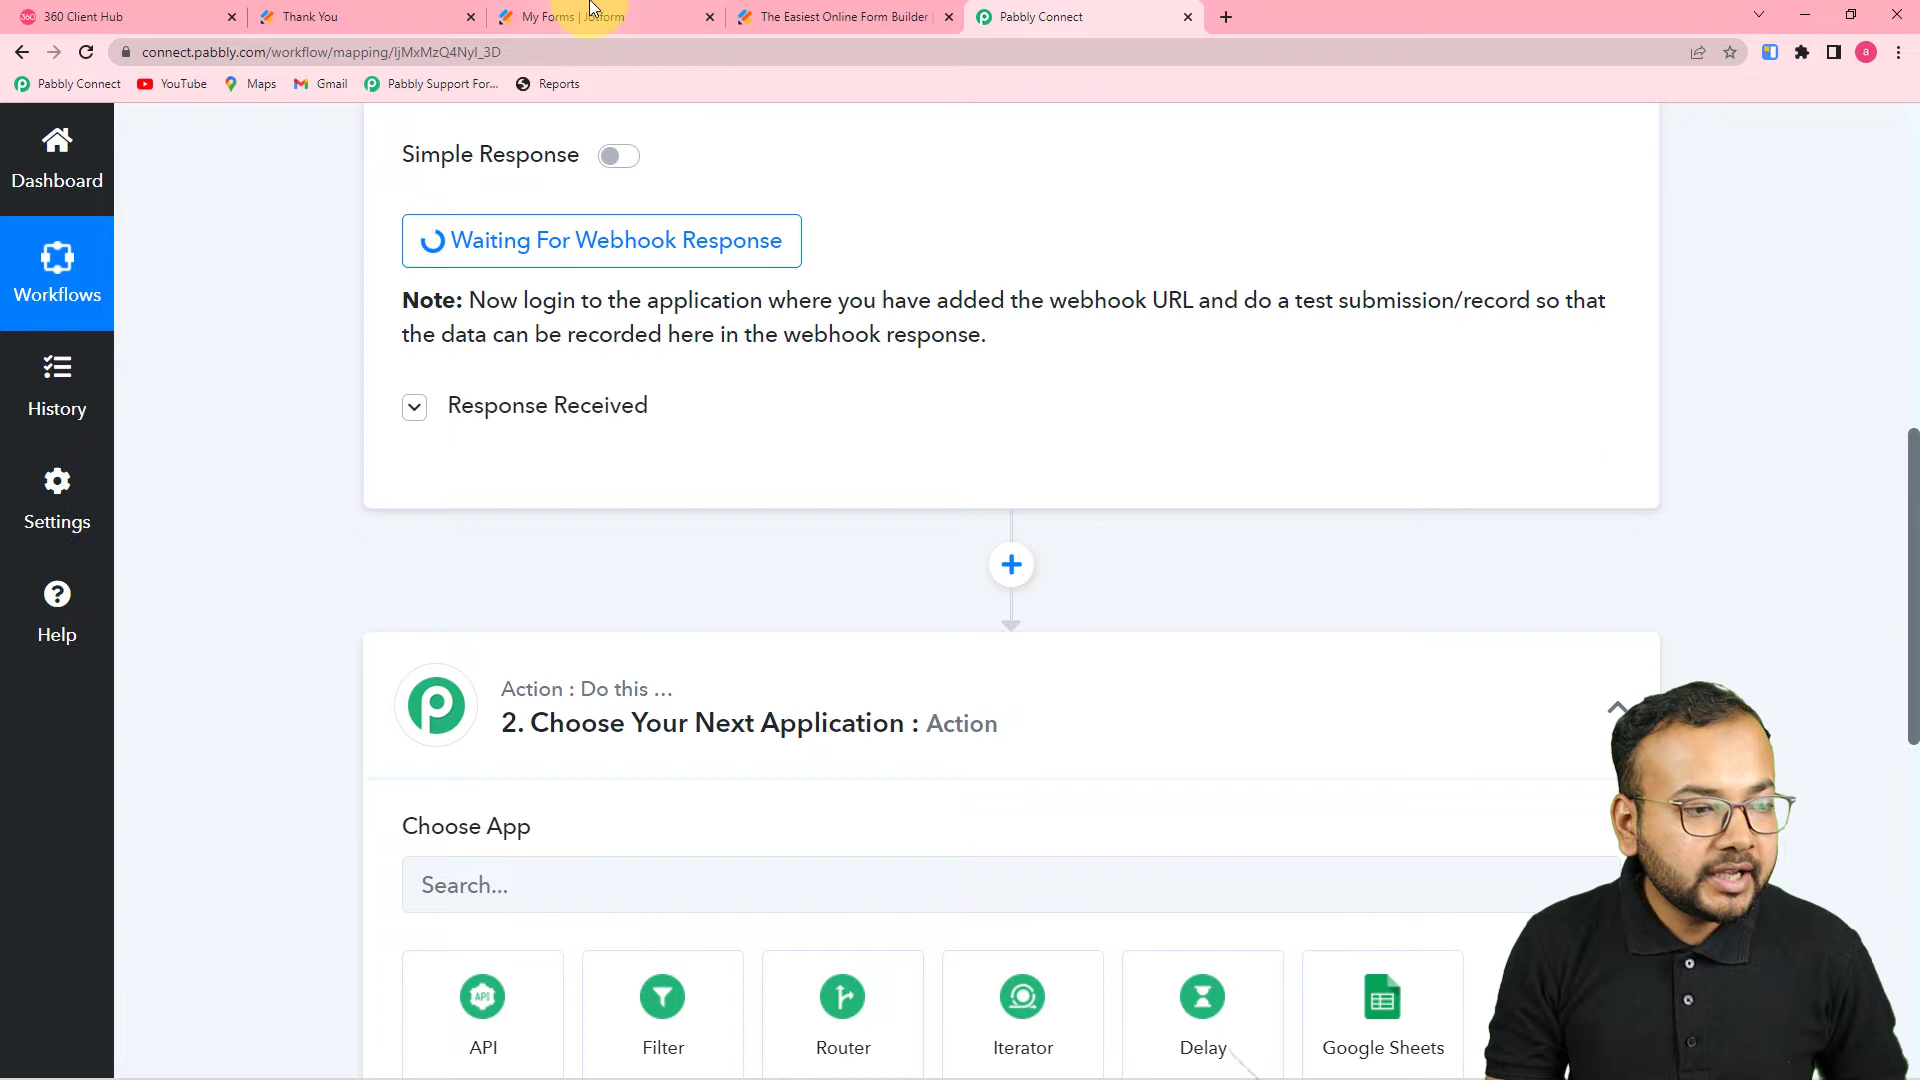 360 Client Hub
Thank You
My Forms | Jotform
The Easiest Online Form Builder
Pabbly Connect
connect.pabbly.com/workflow/mapping/IjMxMzQ4NyI_3D
a
Pabbly Connect
YouTube
Maps
Gmail
Pabbly Support For...
Reports
Dashboard
Workflows
History
Settings
Help
Simple Response
Waiting For Webhook Response
Note: Now login to the application where you have added the webhook URL and do a test submission/record so that
the data can be recorded here in the webhook response.
Response Received
Action : Do this ...
2. Choose Your Next Application : Action
Choose App
Search...
API
API
Filter
Router
Iterator
Delay
Google Sheets